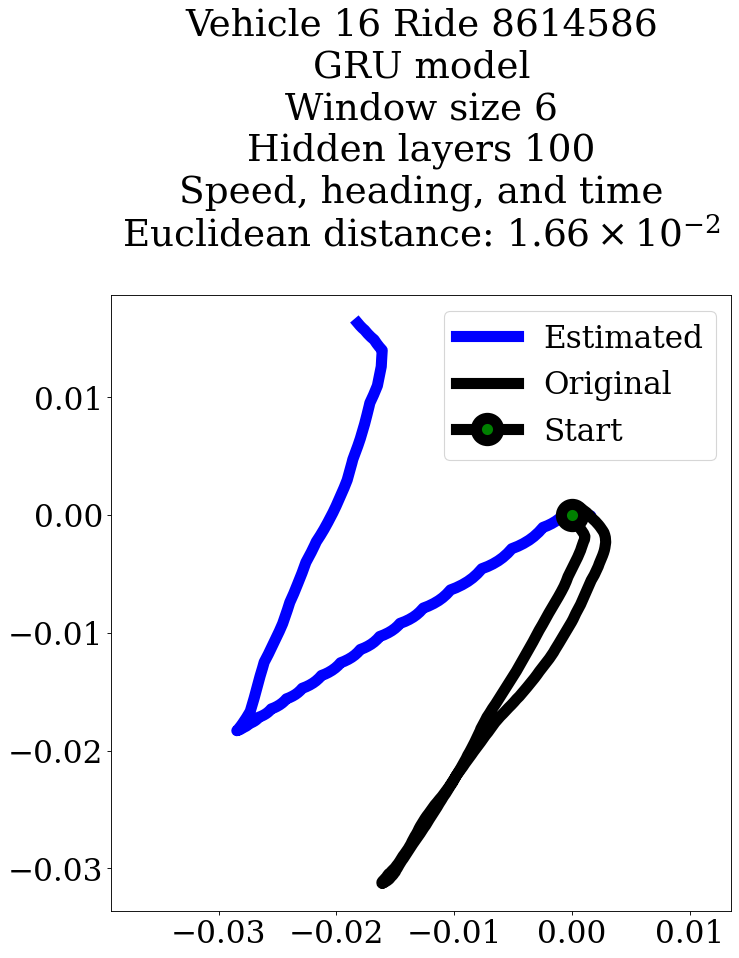 Vehicle 16 Ride 8614586
GRU model
Window size 6
Hidden layers 100
Speed, heading, and time
Euclidean distance: 1.66 × 10⁻²
Estimated
Original
Start
0.01
0.00
−0.01
−0.02
−0.03
−0.03
−0.02
−0.01
0.00
0.01